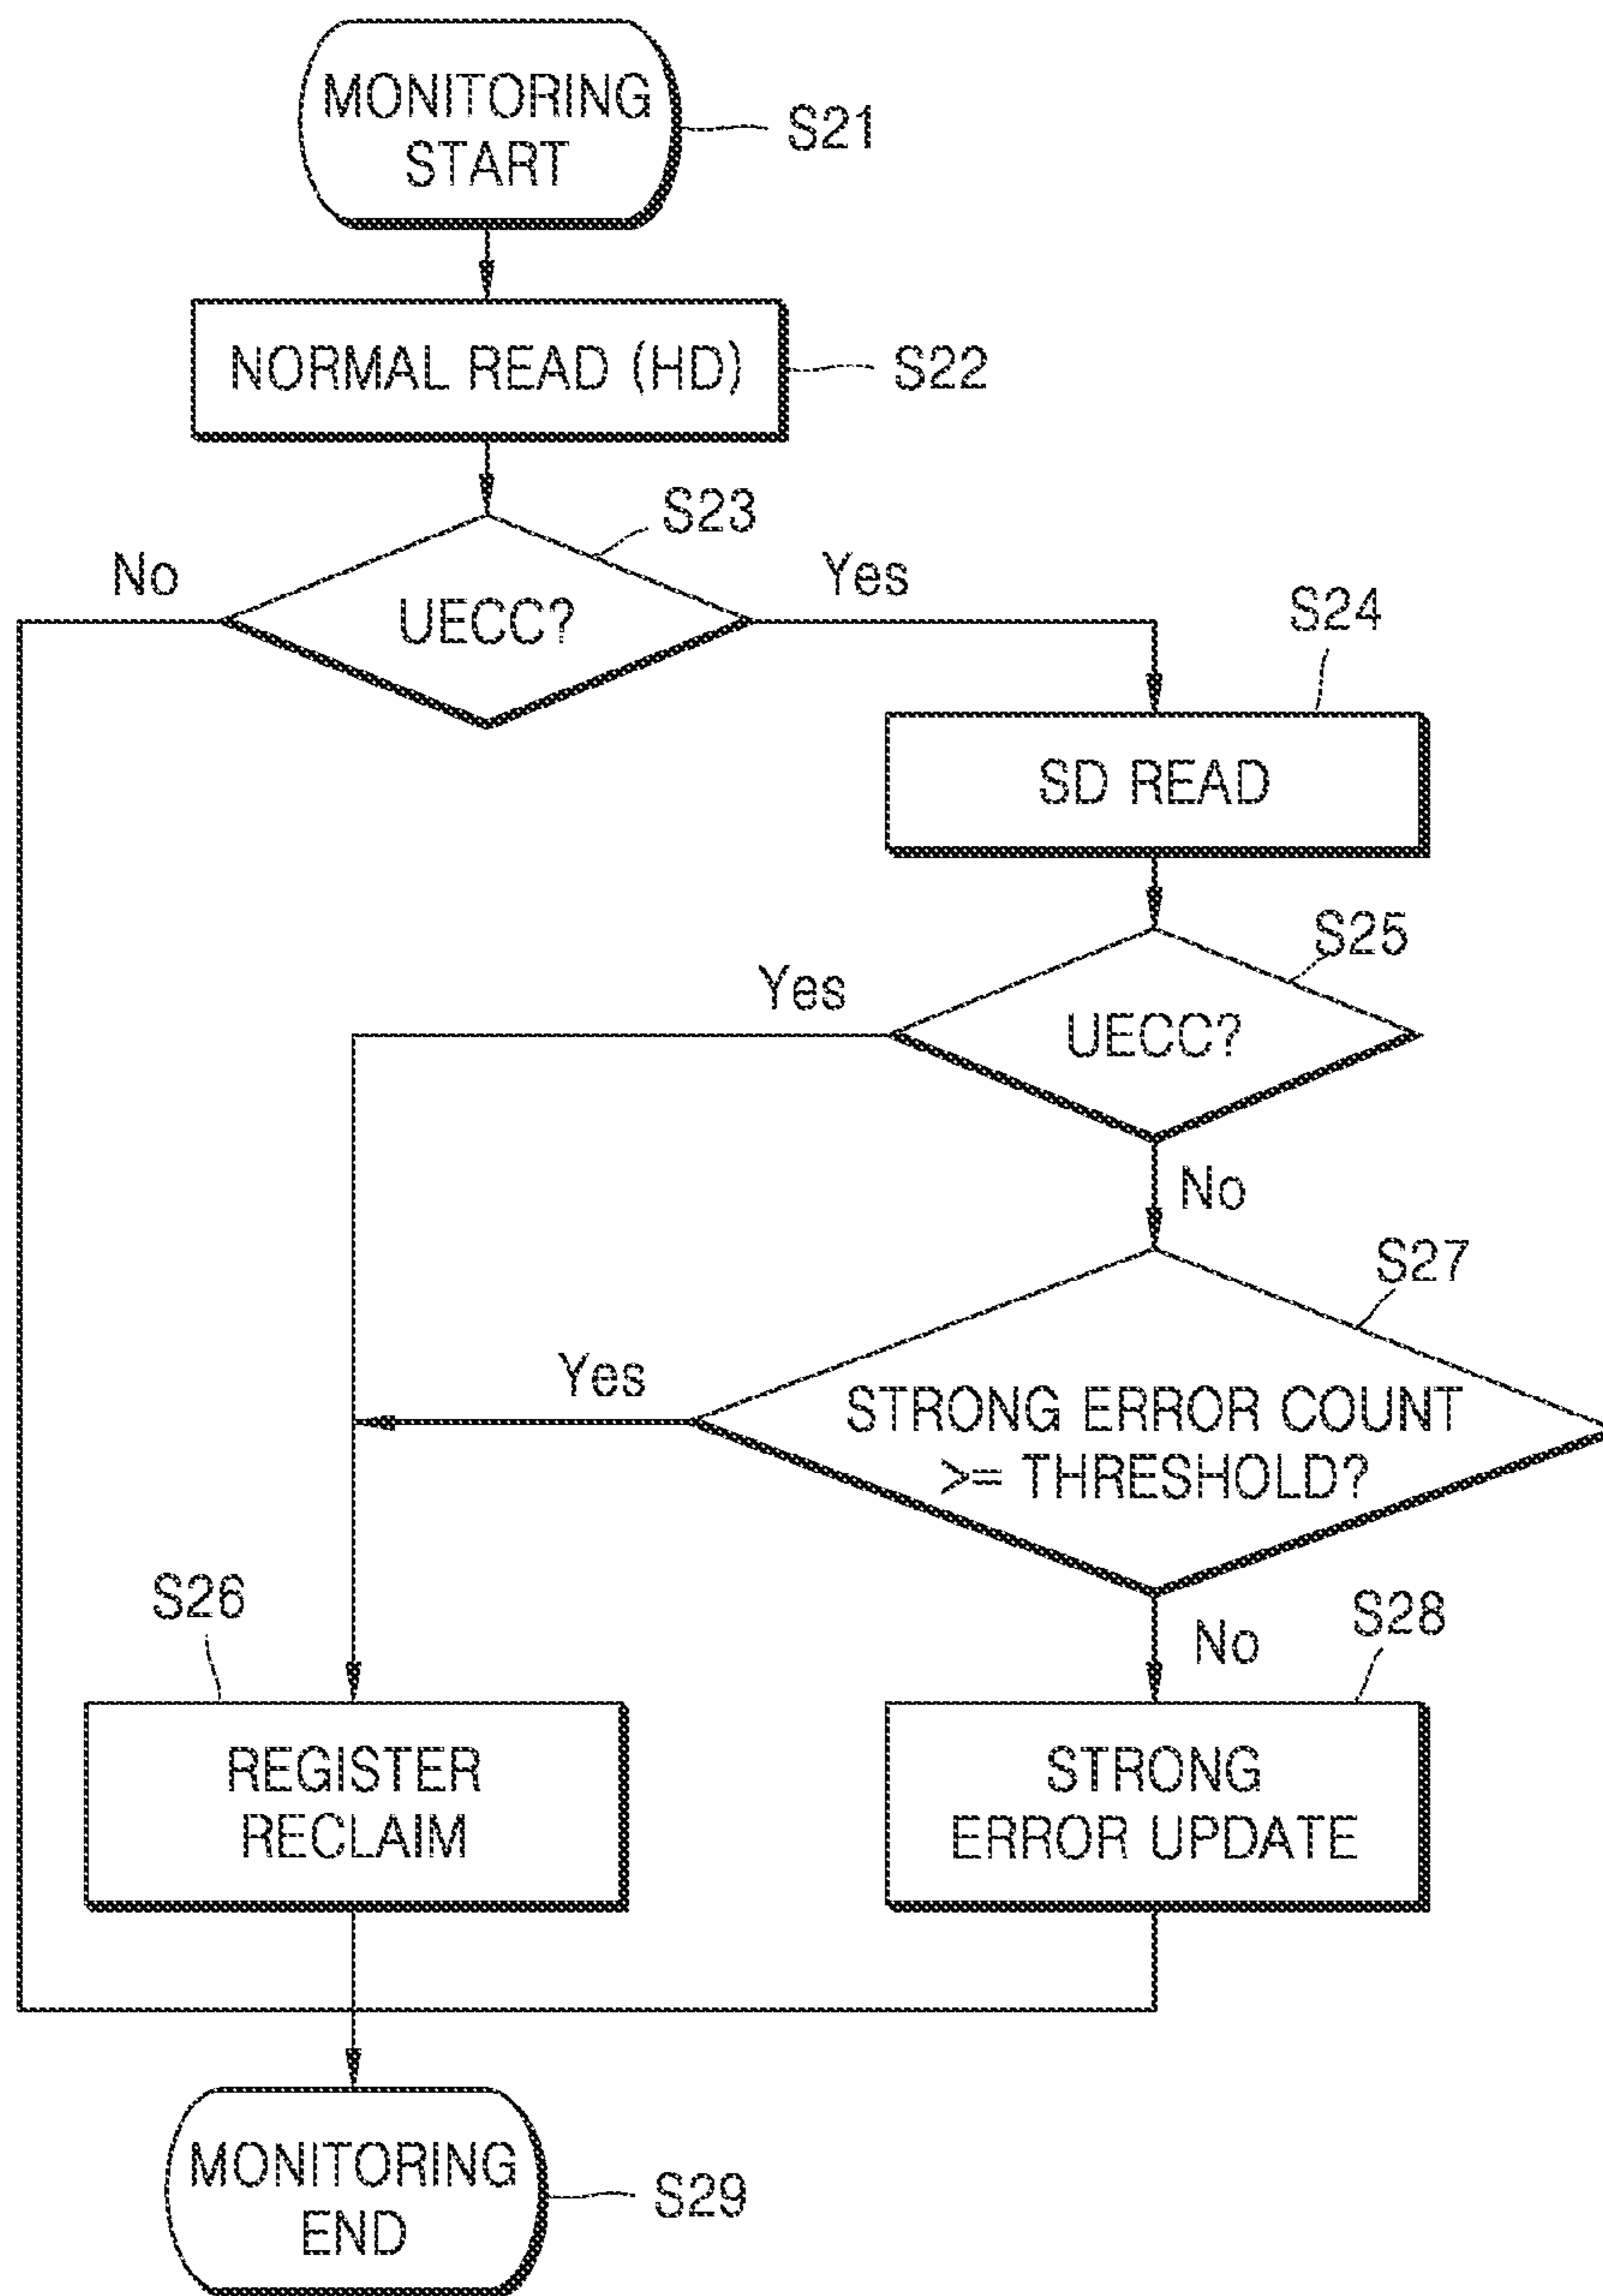 MONITORING
START
S21
NORMAL READ (HD)
S22
S23
No
UECC?
Yes
S24
SD READ
S25
Yes
UECC?
No
S27
Yes
STRONG ERROR COUNT
>= THRESHOLD?
S26
No
S28
REGISTER
RECLAIM
STRONG
ERROR UPDATE
MONITORING
END
S29